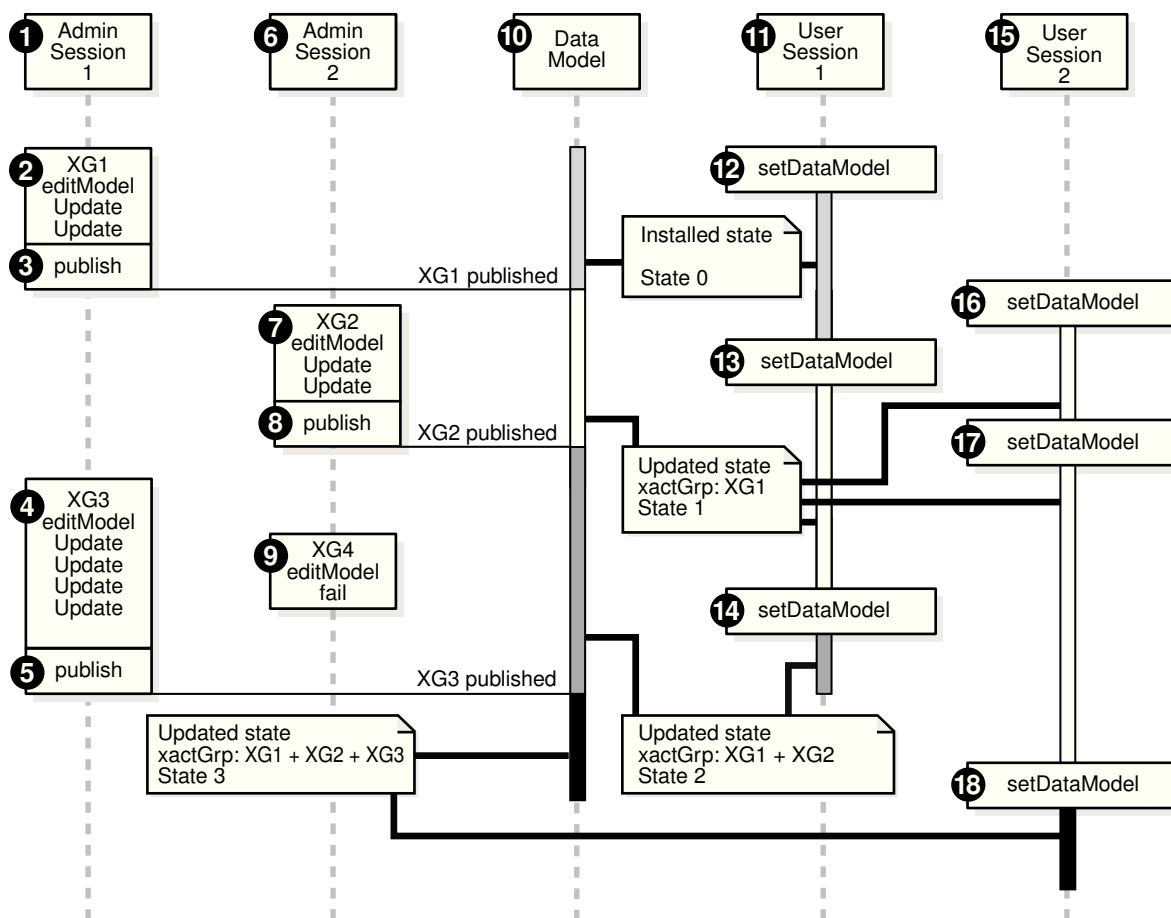 1
Admin
Session
1
6
Admin
Session
2
10
Data
Model
11
User
Session
1
15
User
Session
2
2
XG1
editModel
Update
Update
3
publish
XG1 published
12
setDataModel
Installed state
State 0
16
setDataModel
7
XG2
editModel
Update
Update
8
publish
XG2 published
13
setDataModel
17
setDataModel
Updated state
xactGrp: XG1
State 1
4
XG3
editModel
Update
Update
Update
Update
5
publish
XG3 published
9
XG4
editModel
fail
14
setDataModel
Updated state
xactGrp: XG1 + XG2 + XG3
State 3
Updated state
xactGrp: XG1 + XG2
State 2
18
setDataModel